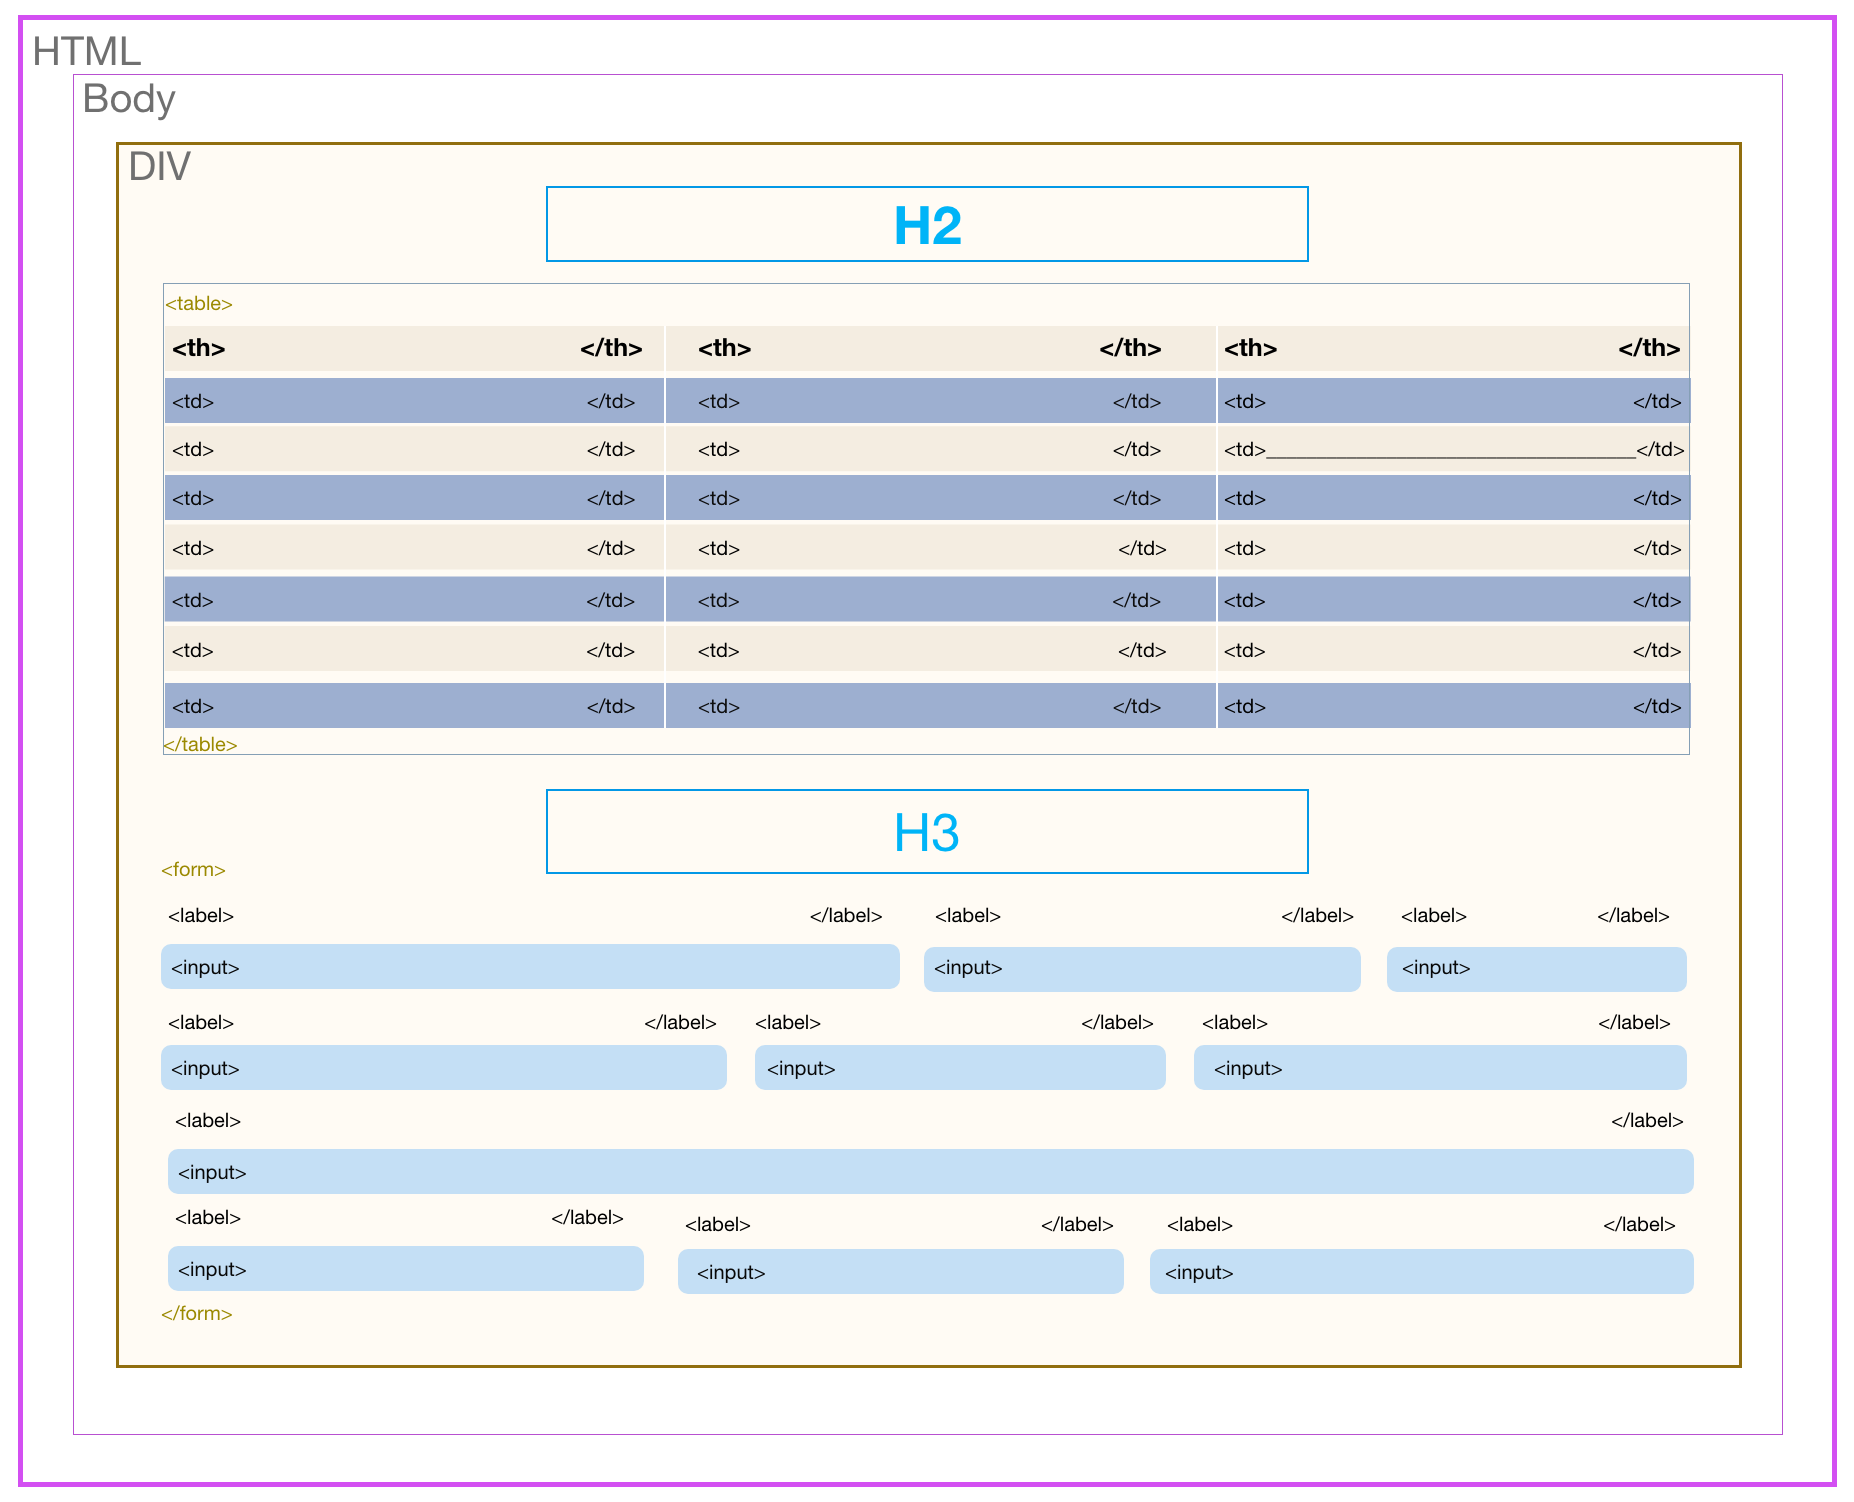 HTML
Body
DIV
H2
<table>
<th> </th> <th> </th> <th> </th>
<td> </td> <td> </td> <td> </td>
<td> </td> <td> </td> <td>_____________________________________</td>
<td> </td> <td> </td> <td> </td>
<td> </td> <td> </td> <td> </td>
<td> </td> <td> </td> <td> </td>
<td> </td> <td> </td> <td> </td>
<td> </td> <td> </td> <td> </td>
</table>
H3
<form>
<label> </label> <label> </label> <label> </label>
<input> <input> <input>
<label> </label> <label> </label> <label> </label>
<input> <input> <input>
<label> </label>
<input>
<label> </label> <label> </label> <label> </label>
<input> <input> <input>
</form>